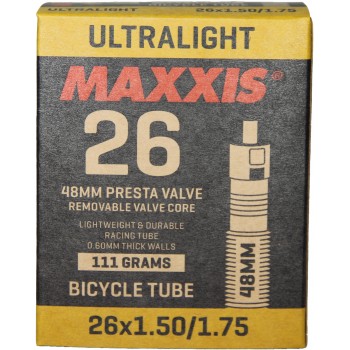 ULTRALIGHT
MAXXIS®
26
48MM PRESTA VALVE
REMOVABLE VALVE CORE
LIGHTWEIGHT & DURABLE
RACING TUBE
0.60MM THICK WALLS
111 GRAMS
48MM
BICYCLE TUBE
26x1.50/1.75